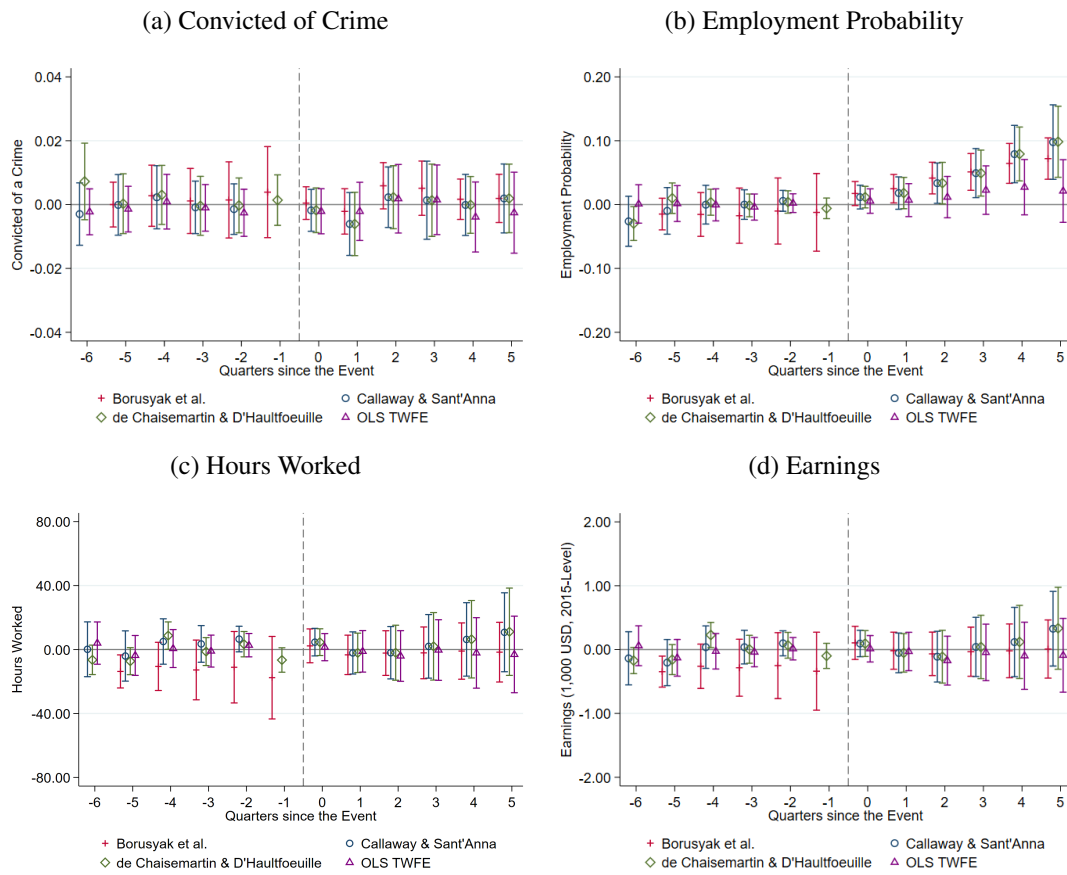 (a) Convicted of Crime
Convicted of a Crime
0.04
0.02
0.00
-0.02
-0.04
-6 -5 -4 -3 -2 -1 0 1 2 3 4 5
Quarters since the Event
Borusyak et al. Callaway & Sant'Anna
de Chaisemartin & D'Haultfoeuille OLS TWFE
(b) Employment Probability
Employment Probability
0.20
0.10
0.00
-0.10
-0.20
-6 -5 -4 -3 -2 -1 0 1 2 3 4 5
Quarters since the Event
Borusyak et al. Callaway & Sant'Anna
de Chaisemartin & D'Haultfoeuille OLS TWFE
(c) Hours Worked
Hours Worked
80.00
40.00
0.00
-40.00
-80.00
-6 -5 -4 -3 -2 -1 0 1 2 3 4 5
Quarters since the Event
Borusyak et al. Callaway & Sant'Anna
de Chaisemartin & D'Haultfoeuille OLS TWFE
(d) Earnings
Earnings (1,000 USD, 2015-Level)
2.00
1.00
0.00
-1.00
-2.00
-6 -5 -4 -3 -2 -1 0 1 2 3 4 5
Quarters since the Event
Borusyak et al. Callaway & Sant'Anna
de Chaisemartin & D'Haultfoeuille OLS TWFE